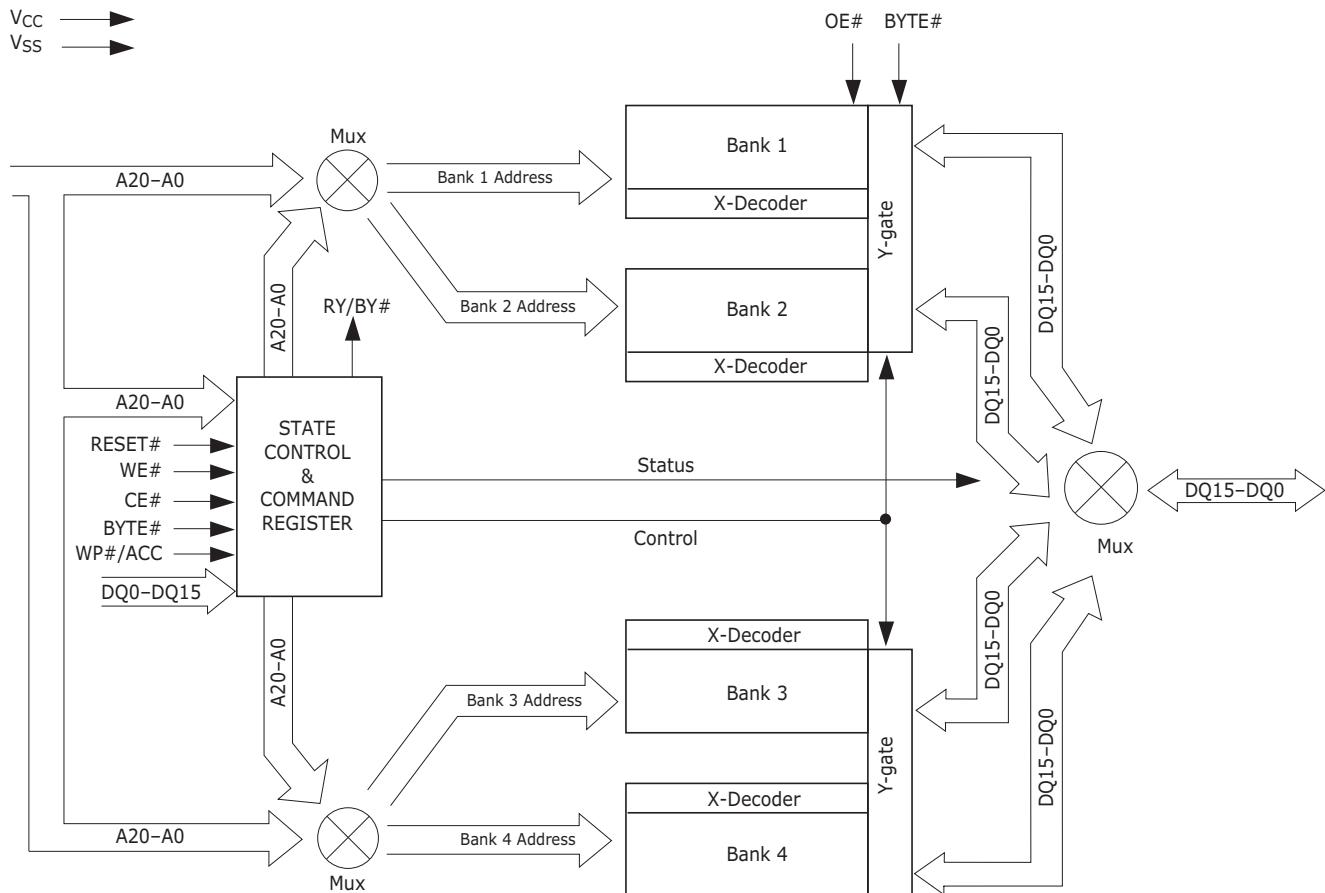 VCC
VSS
OE# BYTE#
Mux
Bank 1
A20–A0
Bank 1 Address
X-Decoder
Y-gate
DQ15–DQ0
Bank 2 Address
Bank 2
X-Decoder
A20–A0
RY/BY#
DQ15–DQ0
A20–A0
RESET#
WE#
CE#
BYTE#
WP#/ACC
DQ0–DQ15
STATE
CONTROL
&
COMMAND
REGISTER
Status
Control
DQ15–DQ0
Mux
A20–A0
X-Decoder
Bank 3 Address
Bank 3
Y-gate
DQ15–DQ0
DQ15–DQ0
X-Decoder
A20–A0
Bank 4 Address
Bank 4
Mux